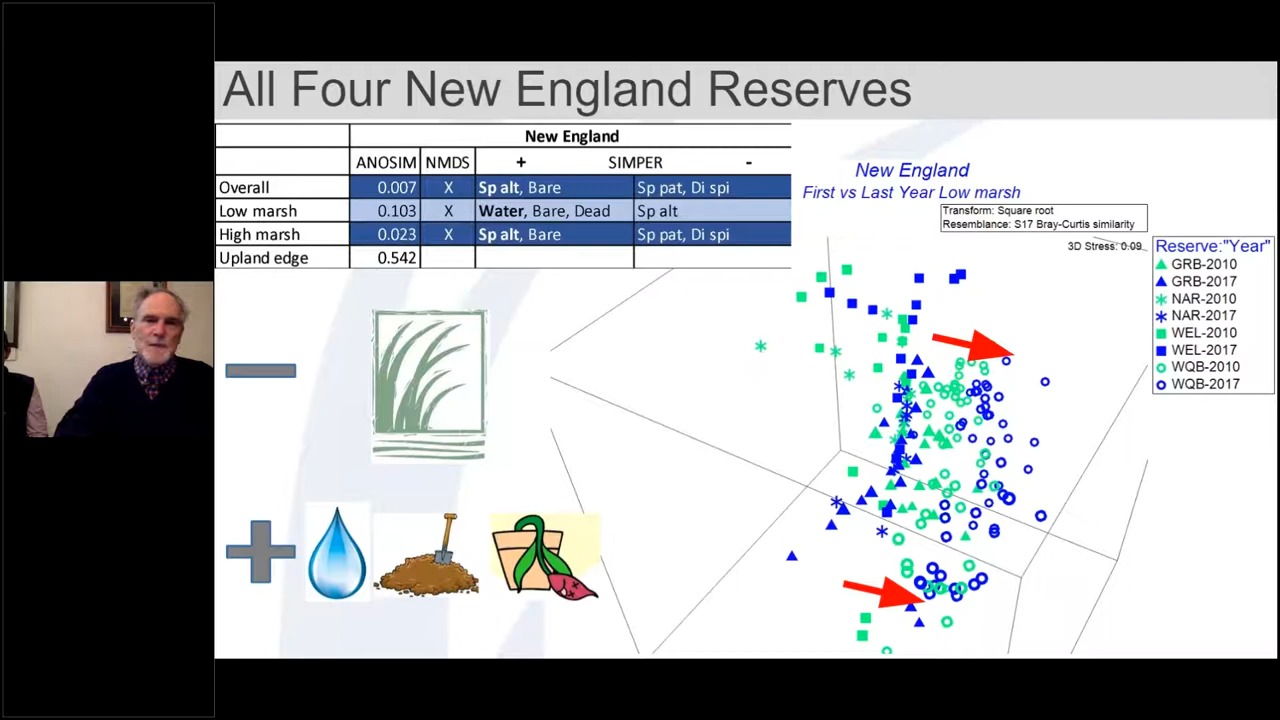 All Four New England Reserves
New England
ANOSIM NMDS + SIMPER -
Overall 0.007 X Sp alt, Bare Sp pat, Di spi
Low marsh 0.103 X Water, Bare, Dead Sp alt
High marsh 0.023 X Sp alt, Bare Sp pat, Di spi
Upland edge 0.542
New England
First vs Last Year Low marsh
Transform: Square root
Resemblance: S17 Bray-Curtis similarity
3D Stress: 0.09
Reserve:"Year"
GRB-2010
GRB-2017
NAR-2010
NAR-2017
WEL-2010
WEL-2017
WQB-2010
WQB-2017